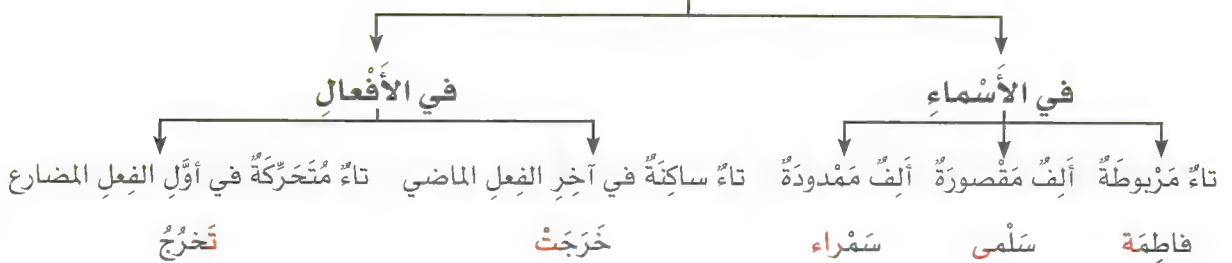 في الأَسْماءِ
في الأَفْعالِ
تاءٌ مَرْبوطَةٌ
أَلِفٌ مَقْصورَةٌ
أَلِفٌ مَمْدودَةٌ
تاءٌ ساكِنَةٌ في آخِرِ الفِعلِ الماضي
تاءٌ مُتَحَرِّكَةٌ في أوَّلِ الفِعلِ المضارع
فاطِمَة
سَلْمى
سَمْراء
خَرَجَتْ
تَخرُجُ